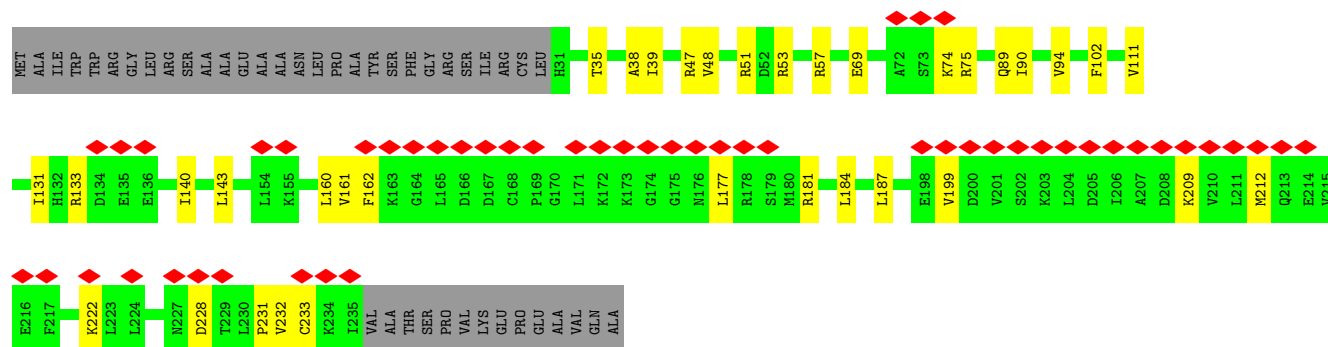 MET ALA ILE TRP TRP ARG GLY LEU ARG SER ALA ALA GLU ALA ALA ASN LEU PRO ALA TYR SER PHE GLY ARG SER ILE ARG CYS LEU H31 T35 A38 I39 R47 V48 R51 D52 R53 R57 E69 A72 S73 K74 R75 Q89 I90 V94 F102 V111
I131 H132 R133 D134 E135 E136 I140 L143 L154 K155 L160 V161 F162 K163 G164 L165 D166 D167 C168 P169 G170 L171 K172 K173 G174 G175 N176 L177 R178 S179 M180 R181 L184 L187 E198 V199 D200 V201 S202 K203 L204 D205 I206 A207 D208 K209 V210 L211 M212 Q213 E214 V215
E216 F217 K222 L223 L224 N227 D228 T229 L230 P231 V232 C233 K234 I235 VAL ALA THR SER PRO VAL LYS GLU PRO GLU ALA VAL GLN ALA